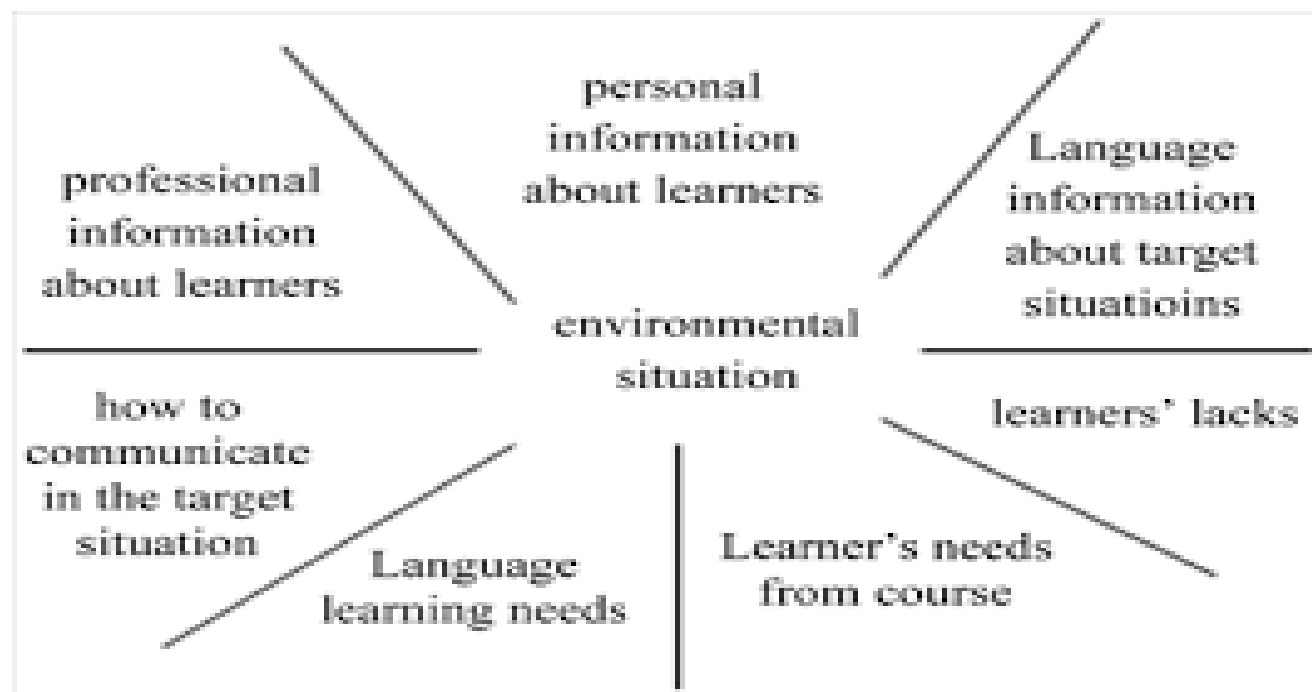 personal
information
about learners
professional
information
about learners
Language
information
about target
situatioins
environmental
situation
how to
communicate
in the target
situation
learners' lacks
Language
learning needs
Learner's needs
from course